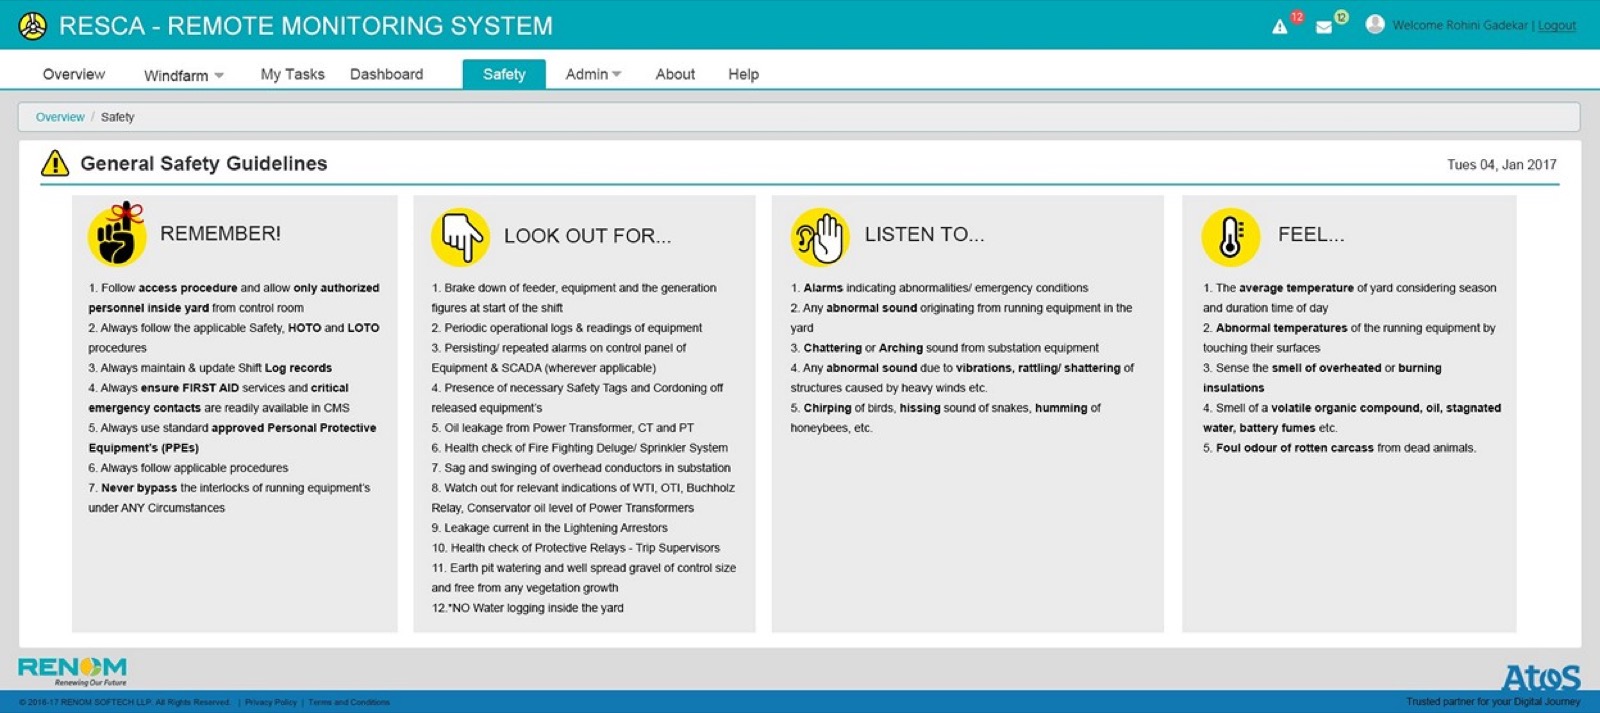 RESCA - REMOTE MONITORING SYSTEM
12
12
Welcome Rohini Gadekar | Logout
Overview Windfarm My Tasks Dashboard Safety Admin About Help
Overview / Safety
General Safety Guidelines
Tues 04, Jan 2017
REMEMBER!
1. Follow access procedure and allow only authorized
personnel inside yard from control room
2. Always follow the applicable Safety, HOTO and LOTO
procedures
3. Always maintain & update Shift Log records
4. Always ensure FIRST AID services and critical
emergency contacts are readily available in CMS
5. Always use standard approved Personal Protective
Equipment's (PPEs)
6. Always follow applicable procedures
7. Never bypass the interlocks of running equipment's
under ANY Circumstances
LOOK OUT FOR...
1. Brake down of feeder, equipment and the generation
figures at start of the shift
2. Periodic operational logs & readings of equipment
3. Persisting/ repeated alarms on control panel of
Equipment & SCADA (wherever applicable)
4. Presence of necessary Safety Tags and Cordoning off
released equipment's
5. Oil leakage from Power Transformer, CT and PT
6. Health check of Fire Fighting Deluge/ Sprinkler System
7. Sag and swinging of overhead conductors in substation
8. Watch out for relevant indications of WTI, OTI, Buchholz
Relay, Conservator oil level of Power Transformers
9. Leakage current in the Lightening Arrestors
10. Health check of Protective Relays - Trip Supervisors
11. Earth pit watering and well spread gravel of control size
and free from any vegetation growth
12.*NO Water logging inside the yard
LISTEN TO...
1. Alarms indicating abnormalities/ emergency conditions
2. Any abnormal sound originating from running equipment in the
yard
3. Chattering or Arching sound from substation equipment
4. Any abnormal sound due to vibrations, rattling/ shattering of
structures caused by heavy winds etc.
5. Chirping of birds, hissing sound of snakes, humming of
honeybees, etc.
FEEL...
1. The average temperature of yard considering season
and duration time of day
2. Abnormal temperatures of the running equipment by
touching their surfaces
3. Sense the smell of overheated or burning
insulations
4. Smell of a volatile organic compound, oil, stagnated
water, battery fumes etc.
5. Foul odour of rotten carcass from dead animals.
RENOM
Renewing Our Future
Atos
© 2016-17 RENOM SOFTECH LLP. All Rights Reserved. | Privacy Policy | Terms and Conditions
Trusted partner for your Digital Journey